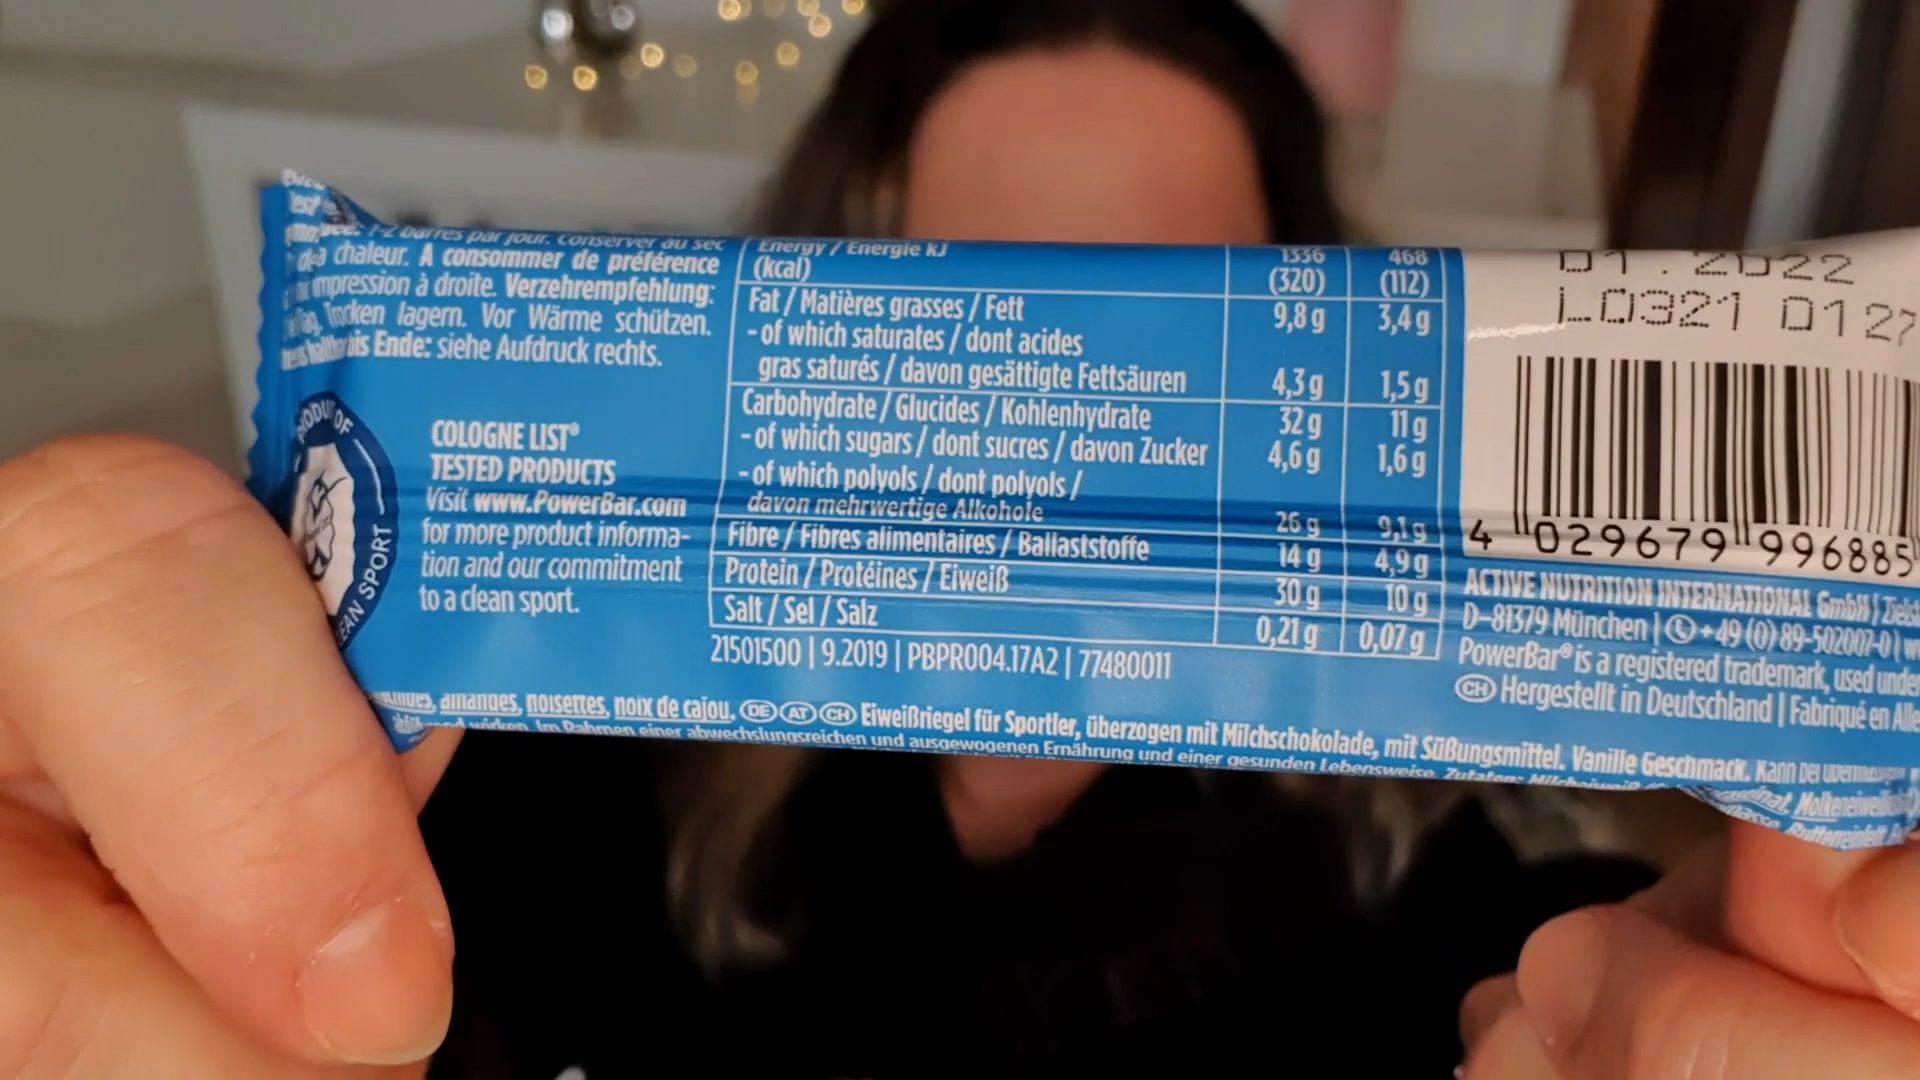 1-2 barres par jour. Conserver au sec
chaleur. A consommer de préférence
impression à droite. Verzehrempfehlung:
Trocken lagern. Vor Wärme schützen.
bis Ende: siehe Aufdruck rechts.
PRODUCT OF
CLEAN SPORT
COLOGNE LIST®
TESTED PRODUCTS
Visit www.PowerBar.com
for more product informa-
tion and our commitment
to a clean sport.
Energy / Énergie kJ 1336 468
(kcal) (320) (112)
Fat / Matières grasses / Fett 9,8 g 3,4 g
- of which saturates / dont acides
gras saturés / davon gesättigte Fettsäuren 4,3 g 1,5 g
Carbohydrate / Glucides / Kohlenhydrate 32 g 11 g
- of which sugars / dont sucres / davon Zucker 4,6 g 1,6 g
- of which polyols / dont polyols /
davon mehrwertige Alkohole 26 g 9,1 g
Fibre / Fibres alimentaires / Ballaststoffe 14 g 4,9 g
Protein / Protéines / Eiweiß 30 g 10 g
Salt / Sel / Salz 0,21 g 0,07 g
21501500 | 9.2019 | PBPR004.17A2 | 77480011
01.2022
L0321 0127
4 029679 996885
ACTIVE NUTRITION INTERNATIONAL GmbH |
D-81379 München | +49 (0) 89-502007-0 |
PowerBar® is a registered trademark, used under
CH Hergestellt in Deutschland | Fabriqué en
amandes, noisettes, noix de cajou. DE AT CH Eiweißriegel für Sportler, überzogen mit Milchschokolade, mit Süßungsmittel. Vanille Geschmack. Kann bei
wirken. Im Rahmen einer abwechslungsreichen und ausgewogenen Ernährung und einer gesunden Lebensweise. Zutaten: Milcheiweiß